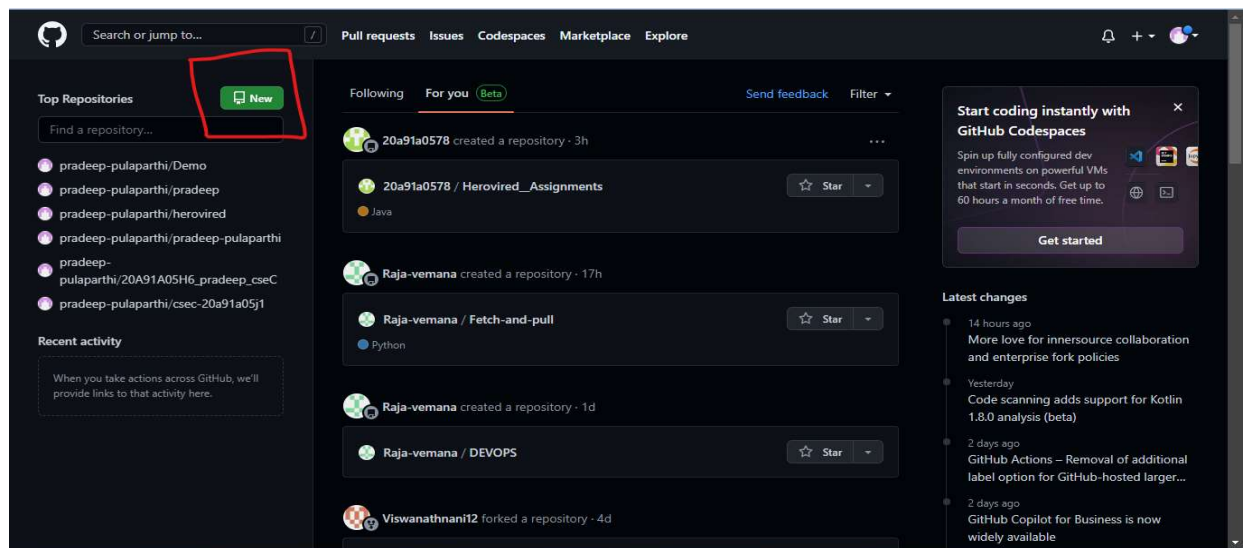 Search or jump to...
/
Pull requests Issues Codespaces Marketplace Explore
Top Repositories
New
Find a repository...
pradeep-pulaparthi/Demo
pradeep-pulaparthi/pradeep
pradeep-pulaparthi/herovired
pradeep-pulaparthi/pradeep-pulaparthi
pradeep-
pulaparthi/20A91A05H6_pradeep_cseC
pradeep-pulaparthi/csec-20a91a05j1
Recent activity
When you take actions across GitHub, we'll
provide links to that activity here.
Following For you Beta
Send feedback Filter
20a91a0578 created a repository · 3h
20a91a0578 / Herovired__Assignments
Star
Java
Raja-vemana created a repository · 17h
Raja-vemana / Fetch-and-pull
Star
Python
Raja-vemana created a repository · 1d
Raja-vemana / DEVOPS
Star
Viswanathnani12 forked a repository · 4d
Start coding instantly with
GitHub Codespaces
Spin up fully configured dev
environments on powerful VMs
that start in seconds. Get up to
60 hours a month of free time.
Get started
Latest changes
14 hours ago
More love for innersource collaboration
and enterprise fork policies
Yesterday
Code scanning adds support for Kotlin
1.8.0 analysis (beta)
2 days ago
GitHub Actions – Removal of additional
label option for GitHub-hosted larger...
2 days ago
GitHub Copilot for Business is now
widely available